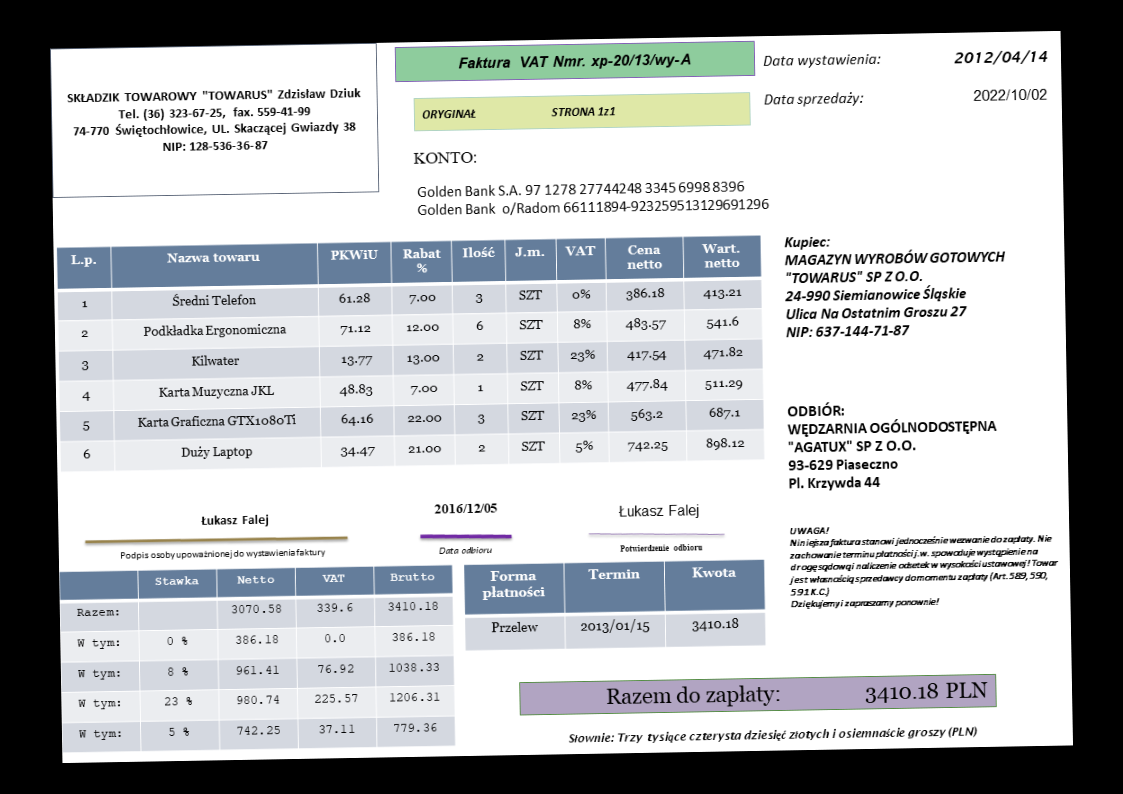 SKŁADZIK TOWAROWY "TOWARUS" Zdzisław Dziuk
Tel. (36) 323-67-25, fax. 559-41-99
74-770 Świętochłowice, UL. Skaczącej Gwiazdy 38
NIP: 128-536-36-87
Faktura VAT Nmr. xp-20/13/wy-A
ORYGINAŁ STRONA 1z1
Data wystawienia: 2012/04/14
Data sprzedaży: 2022/10/02
KONTO:
Golden Bank S.A. 97 1278 27744248 3345 6998 8396
Golden Bank o/Radom 66111894-923259513129691296
L.p. Nazwa towaru PKWiU Rabat % Ilość J.m. VAT Cena netto Wart. netto
1 Średni Telefon 61.28 7.00 3 SZT 0% 386.18 413.21
2 Podkładka Ergonomiczna 71.12 12.00 6 SZT 8% 483.57 541.6
3 Kilwater 13.77 13.00 2 SZT 23% 417.54 471.82
4 Karta Muzyczna JKL 48.83 7.00 1 SZT 8% 477.84 511.29
5 Karta Graficzna GTX1080Ti 64.16 22.00 3 SZT 23% 563.2 687.1
6 Duży Laptop 34.47 21.00 2 SZT 5% 742.25 898.12
Kupiec:
MAGAZYN WYROBÓW GOTOWYCH
"TOWARUS" SP Z O.O.
24-990 Siemianowice Śląskie
Ulica Na Ostatnim Groszu 27
NIP: 637-144-71-87
ODBIÓR:
WĘDZARNIA OGÓLNODOSTĘPNA
"AGATUX" SP Z O.O.
93-629 Piaseczno
Pl. Krzywda 44
Łukasz Falej
Podpis osoby upoważnionej do wystawienia faktury
2016/12/05
Data odbioru
Łukasz Falej
Potwierdzenie odbioru
UWAGA!
Niniejsza faktura stanowi jednocześnie wezwanie do zapłaty. Nie
zachowanie terminu płatności j.w. spowoduje wystąpienie na
drogę sądową i naliczenie odsetek w wysokości ustawowej! Towar
jest własnością sprzedawcy do momentu zapłaty (Art. 589, 590,
591 K.C.)
Dziękujemy i zapraszamy ponownie!
Stawka Netto VAT Brutto
Razem: 3070.58 339.6 3410.18
W tym: 0 % 386.18 0.0 386.18
W tym: 8 % 961.41 76.92 1038.33
W tym: 23 % 980.74 225.57 1206.31
W tym: 5 % 742.25 37.11 779.36
Forma płatności Termin Kwota
Przelew 2013/01/15 3410.18
Razem do zapłaty: 3410.18 PLN
Słownie: Trzy tysiące czterysta dziesięć złotych i osiemnaście groszy (PLN)